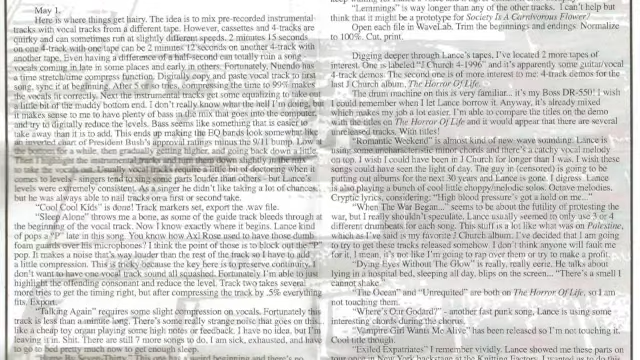 May 1.
Here is where things get hairy. The idea is to mix pre-recorded instrumental
tracks with vocal tracks from a different tape. However, cassettes and 4-tracks are
quirky and can sometimes run at slightly different speeds. 2 minutes 15 seconds
on one 4-track with one tape can be 2 minutes 12 seconds on another 4-track with
another tape. Even having a difference of a half-second can totally ruin a song –
vocals coming in late in some places and early in others. Fortunately, Nuendo has
a time stretch/time compress function. Digitally copy and paste vocal track to first
song, sync it at beginning. After 5 or so tries, compressing the time to 99% makes
the vocals fit correctly. Next the instrumental tracks get some equalizing to take out
a little bit of the muddy bottom end. I don't really know what the hell I'm doing, but
it makes sense to me to have plenty of bass in the mix that goes into the computer,
and try to digitally reduce the levels. Bass seems like something that is easier to
take away than it is to add. This ends up making the EQ bands look somewhat like
an inverted chart of President Bush's approval ratings minus the 9/11 bump. Low at
the bottom for a while, then gradually getting higher, and going back down a little.
Then I highlight the instrumental tracks and turn them down slightly in the
to take the vocals out. Usually vocal tracks require a little bit of doctoring when it
comes to levels – singers tend to sing some parts louder than others – but Lance's
levels were extremely consistent. As a singer he didn't like taking a lot of chances,
but he was always able to nail tracks on a first or second take.
"Cool Cool Kids" is done! Track markers set, export the .wav file.
"Sleep Alone" throws me a bone, as some of the guide track bleeds through at
the beginning of the vocal track. Now I know exactly where it begins. Lance kind
of pops a "P" late in this song. You know how Axl Rose used to have those dumb
foam guards over his microphones? I think the point of those is to block out the "P"
pop. It makes a noise that's way louder than the rest of the track so I have to add
a little compression. This is tricky because the key here is to preserve continuity. I
don't want to have one vocal track sound all squashed. Fortunately I'm able to just
highlight the offending consonant and reduce the level. Track two takes several
more tries to get the timing right, but after compressing the track by .5% everything
fits. Export.
"Talking Again" requires some slight compression on vocals. Fortunately this
track is less than a minute long. There's some really strange noise that goes on this
like a cheap toy organ playing some high notes or feedback. I have no idea, but I'm
leaving it in. Shit. There are still 7 more songs to do, I am sick, exhausted, and have
to go to bed pretty much now to get enough sleep.
"Lemmings" is way longer than any of the other tracks. I can't help but
think that it might be a prototype for Society Is A Carnivorous Flower!
Open each file in WaveLab. Trim the beginnings and endings. Normalize
to 100%. Cut, print.
Digging deeper through Lance's tapes, I've located 2 more tapes of
interest. One is labeled "J Church 4-1996" and it's apparently some guitar/vocal
4-track demos. The second one is of more interest to me: 4-track demos for the
last J Church album, The Horror Of Life.
The drum machine on this is very familiar... it's my Boss DR-550! I wish
I could remember when I let Lance borrow it. Anyway, it's already mixed
which makes my job a lot easier. I'm able to compare the titles on the demo
with the titles on The Horror Of Life and it would appear that there are several
unreleased tracks. With titles!
"Romantic Weekend" is almost kind of new wave sounding. Lance is
using some uncharacteristic minor chords and there's a catchy vocal melody
on top. I wish I could have been in J Church for longer than I was. I wish these
songs could have seen the light of day. The guy in (censored) is going to be
putting out albums for the next 30 years and Lance is gone. I digress. Lance
is also playing a bunch of cool little choppy/melodic solos. Octave melodies.
Cryptic lyrics, considering "High blood pressure's got a hold on me..."
"When The War Began..." seems to be about the futility of protesting the
war, but I really shouldn't speculate. Lance usually seemed to only use 3 or 4
different drumbeats for each song. This stuff is a lot like what was on Palestine,
which as I've said is my favorite J Church album. I've decided that I am going
to try to get these tracks released somehow. I don't think anyone will fault me
for it. I mean, it's not like I'm going to rap over them or try to make a profit.
"Dying Eyes Without The Glow" is really, really eerie. He talks about
lying in a hospital bed, sleeping all day, blips on the screen... "There's a smell I
cannot shake."
"The Ocean" and "Unrequited" are both on The Horror Of Life so I am
not touching them.
"Where's Our Godard?" – another fast punk song, Lance is using some
interesting chords during the chorus.
"Vampire Girl Wants Me Alive" has been released so I'm not touching it.
Cool title though.
"Exiled Expatriates" I remember vividly. Lance showed me these parts on